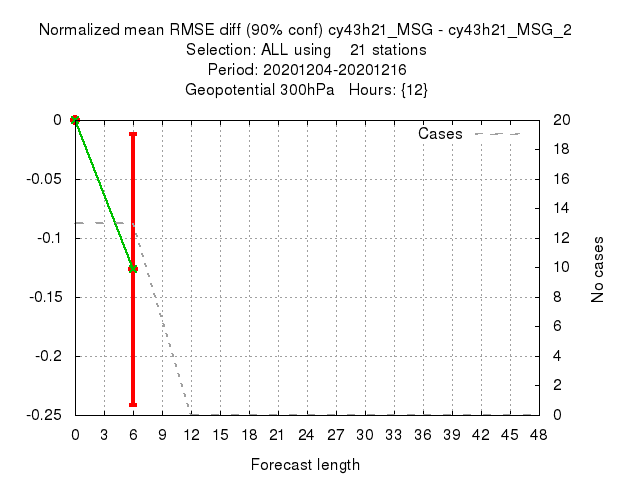 Normalized mean RMSE diff (90% conf) cy43h21_MSG - cy43h21_MSG_2
Selection: ALL using    21 stations
Period: 20201204-20201216
Geopotential 300hPa   Hours: {12}
Cases
0
-0.05
-0.1
-0.15
-0.2
-0.25
20
18
16
14
12
10
8
6
4
2
0
No cases
0 3 6 9 12 15 18 21 24 27 30 33 36 39 42 45 48
Forecast length